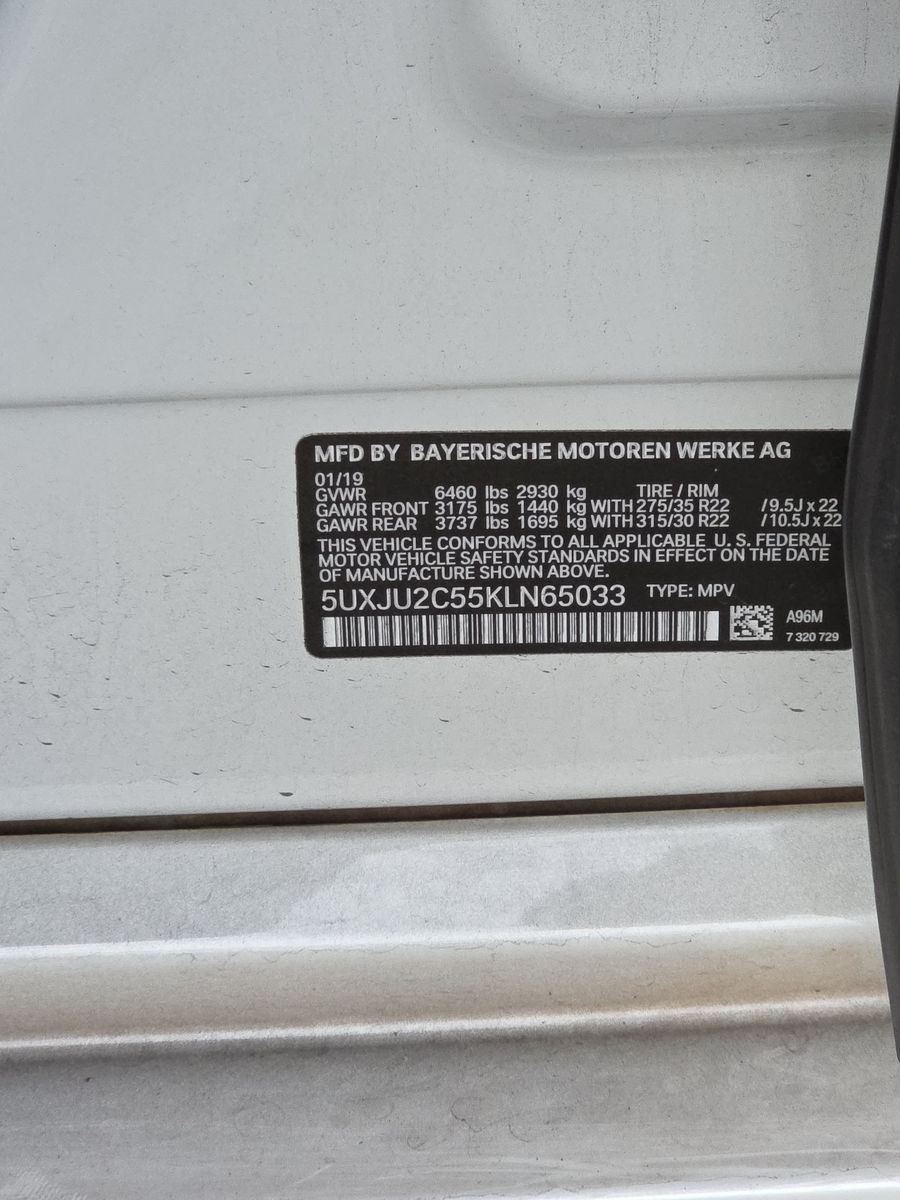 MFD BY BAYERISCHE MOTOREN WERKE AG
01/19
GVWR 6460 lbs 2930 kg TIRE / RIM
GAWR FRONT 3175 lbs 1440 kg WITH 275/35 R22 / 9.5J x 22
GAWR REAR 3737 lbs 1695 kg WITH 315/30 R22 / 10.5J x 22
THIS VEHICLE CONFORMS TO ALL APPLICABLE U. S. FEDERAL
MOTOR VEHICLE SAFETY STANDARDS IN EFFECT ON THE DATE
OF MANUFACTURE SHOWN ABOVE.
5UXJU2C55KLN65033 TYPE: MPV
A96M
7 320 729